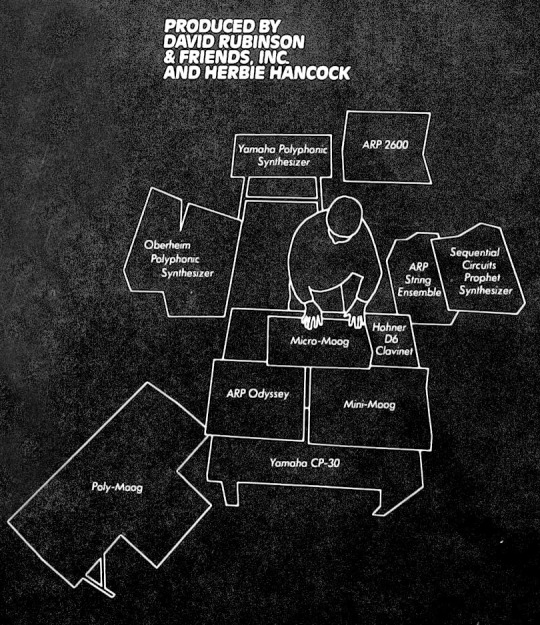 PRODUCED BY
DAVID RUBINSON
& FRIENDS, INC.
AND HERBIE HANCOCK
Yamaha Polyphonic
Synthesizer
ARP 2600
Oberheim
Polyphonic
Synthesizer
ARP
String
Ensemble
Sequential
Circuits
Prophet
Synthesizer
Micro-Moog
Hohner
D6
Clavinet
ARP Odyssey
Mini-Moog
Yamaha CP-30
Poly-Moog